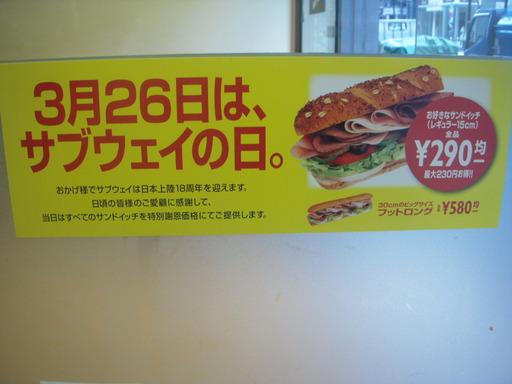 3月26日は、
サブウェイの日。
おかげ様でサブウェイは日本上陸18周年を迎えます。
日頃の皆様のご愛顧に感謝して、
当日はすべてのサンドイッチを特別謝恩価格にてご提供します。
お好きなサンドイッチ
(レギュラー15cm)
全品
¥290均一
最大230円お得!!
30cmのビッグサイズ
フットロング 全品 ¥580均一